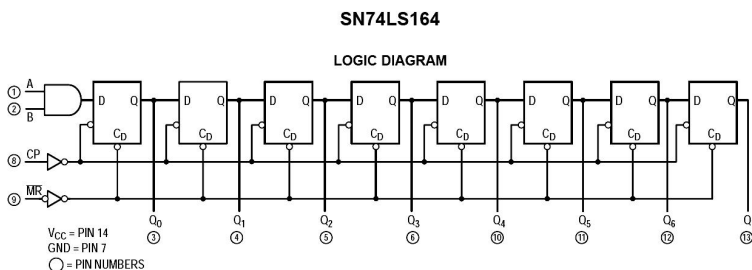 SN74LS164
LOGIC DIAGRAM
① A
② B
D Q D Q D Q D Q D Q D Q D Q D Q
CD CD CD CD CD CD CD CD
⑧ CP
⑨ MR
Q0 Q1 Q2 Q3 Q4 Q5 Q6 Q
③ ④ ⑤ ⑥ ⑩ ⑪ ⑫ ⑬
VCC = PIN 14
GND = PIN 7
◯ = PIN NUMBERS